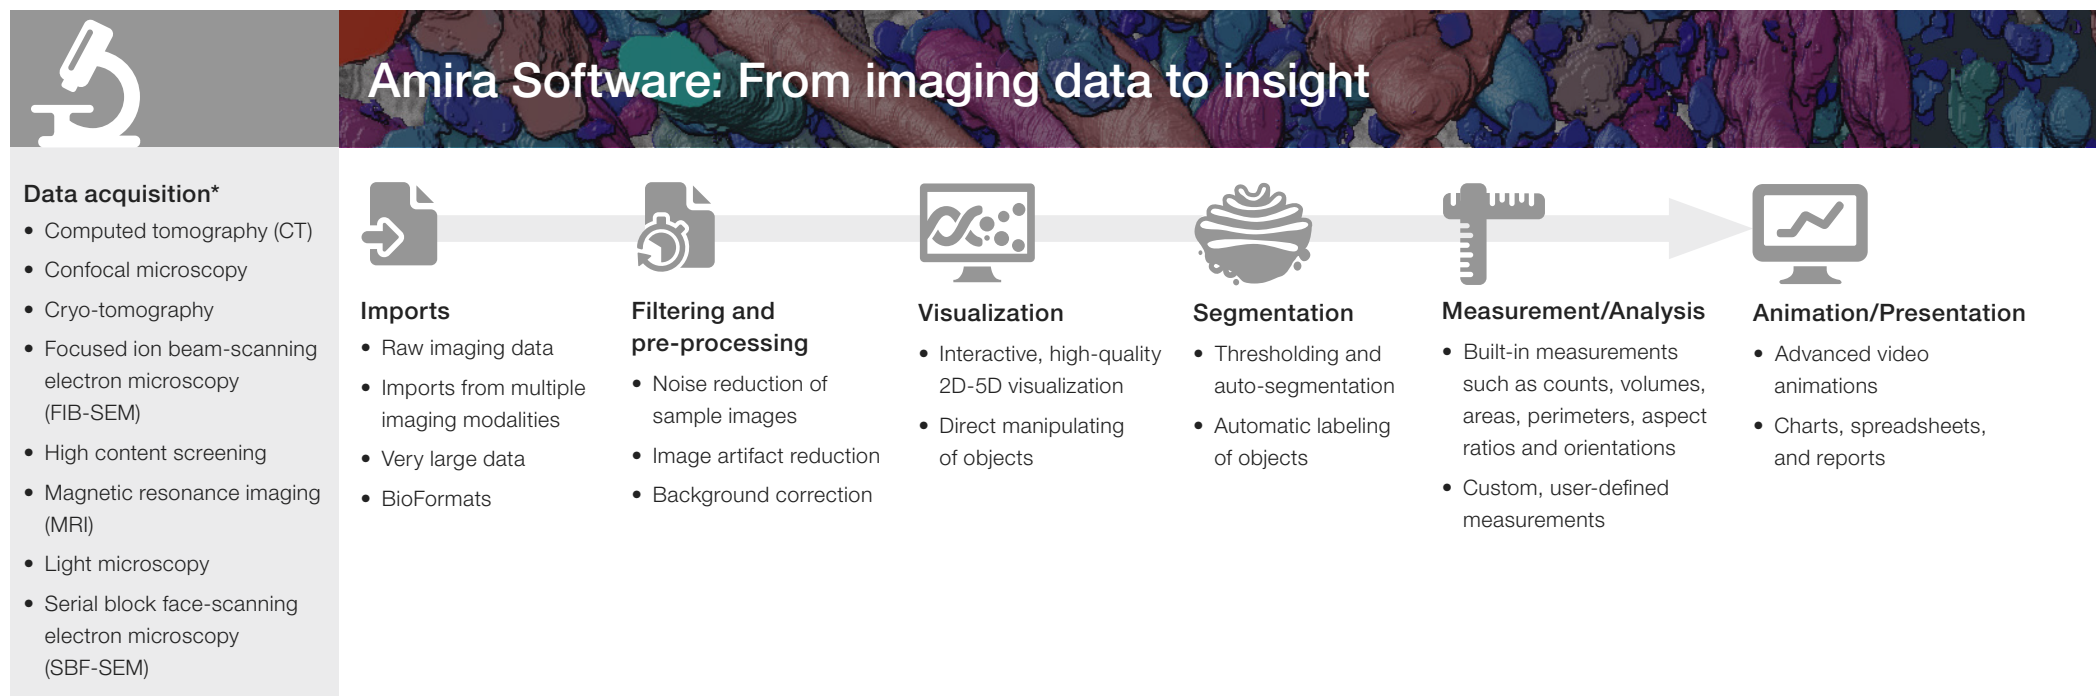 Amira Software: From imaging data to insight
Data acquisition*
• Computed tomography (CT)
• Confocal microscopy
• Cryo-tomography
• Focused ion beam-scanning
electron microscopy
(FIB-SEM)
• High content screening
• Magnetic resonance imaging
(MRI)
• Light microscopy
• Serial block face-scanning
electron microscopy
(SBF-SEM)
Imports
• Raw imaging data
• Imports from multiple
imaging modalities
• Very large data
• BioFormats
Filtering and
pre-processing
• Noise reduction of
sample images
• Image artifact reduction
• Background correction
Visualization
• Interactive, high-quality
2D-5D visualization
• Direct manipulating
of objects
Segmentation
• Thresholding and
auto-segmentation
• Automatic labeling
of objects
Measurement/Analysis
• Built-in measurements
such as counts, volumes,
areas, perimeters, aspect
ratios and orientations
• Custom, user-defined
measurements
Animation/Presentation
• Advanced video
animations
• Charts, spreadsheets,
and reports